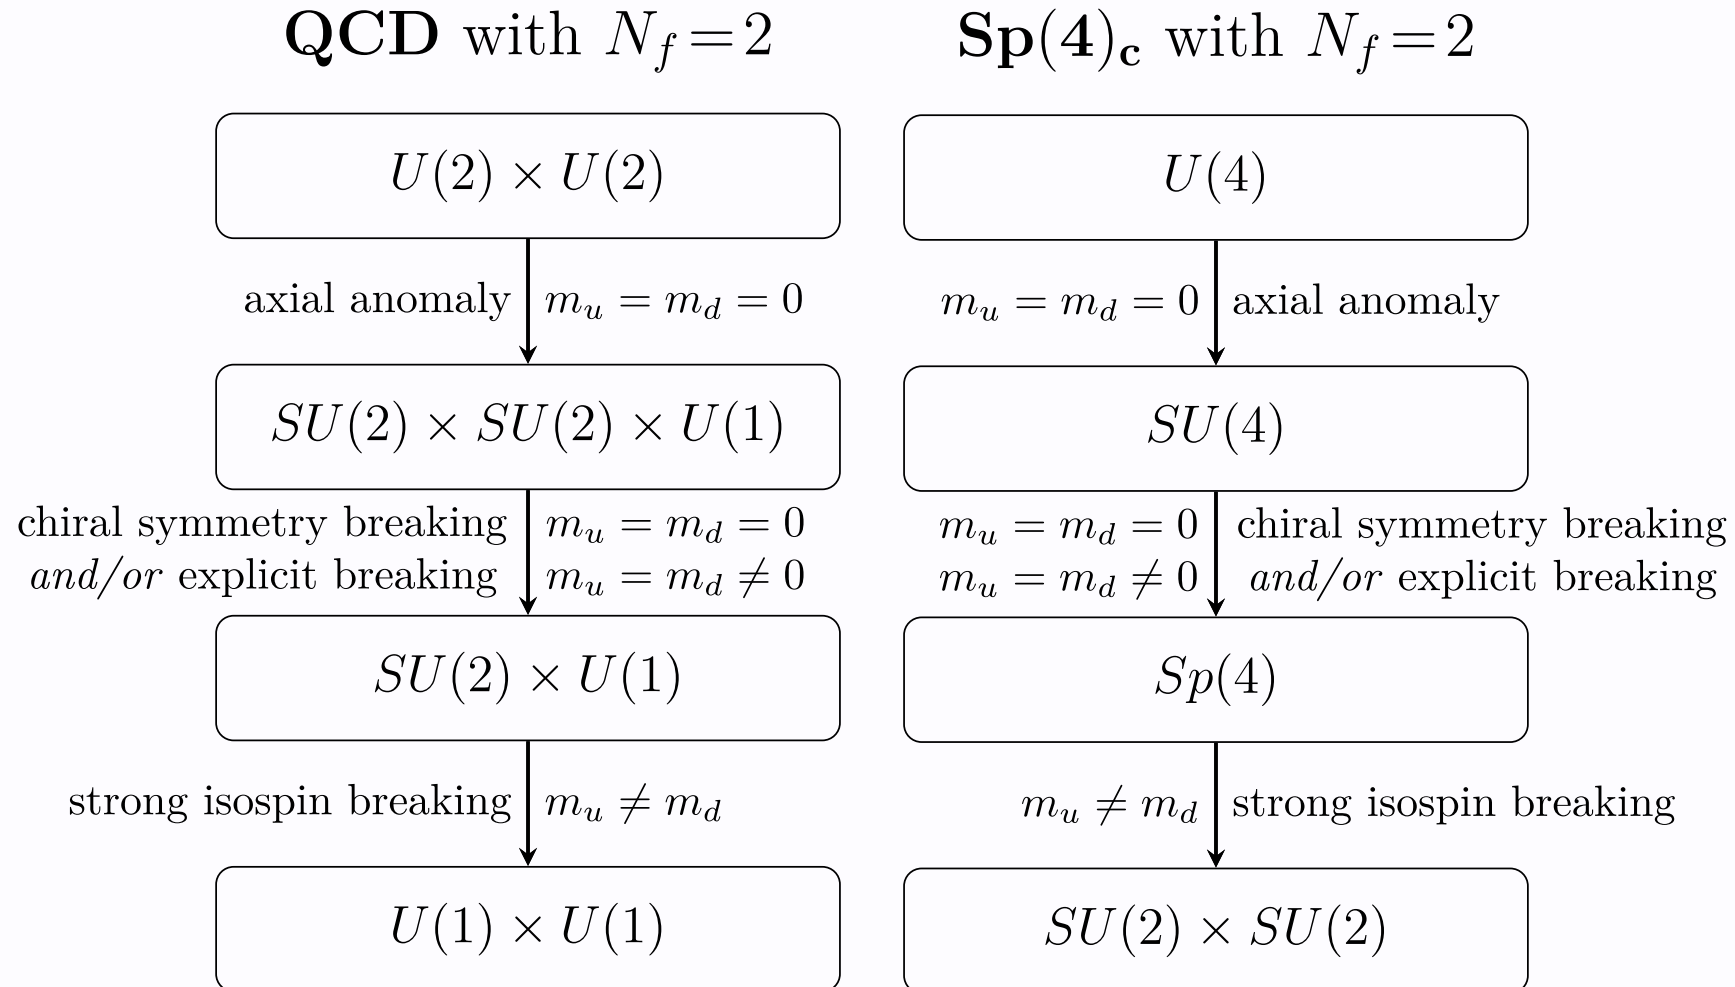 QCD with N_f = 2
U(2) × U(2)
axial anomaly m_u = m_d = 0
SU(2) × SU(2) × U(1)
chiral symmetry breaking m_u = m_d = 0
and/or explicit breaking m_u = m_d ≠ 0
SU(2) × U(1)
strong isospin breaking m_u ≠ m_d
U(1) × U(1)
Sp(4)_c with N_f = 2
U(4)
m_u = m_d = 0 axial anomaly
SU(4)
m_u = m_d = 0 chiral symmetry breaking
m_u = m_d ≠ 0 and/or explicit breaking
Sp(4)
m_u ≠ m_d strong isospin breaking
SU(2) × SU(2)